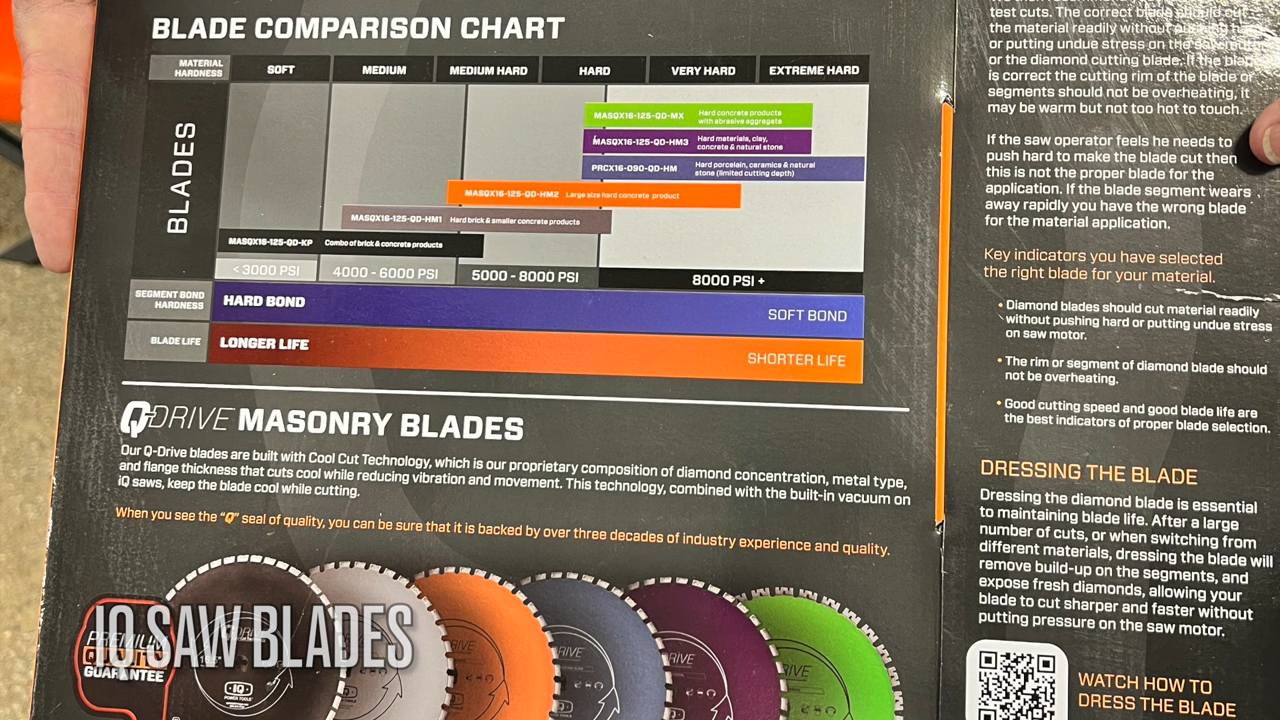 BLADE COMPARISON CHART
MATERIAL HARDNESS
SOFT
MEDIUM
MEDIUM HARD
HARD
VERY HARD
EXTREME HARD
BLADES
MASQX16-125-QD-MX Hard concrete products
with abrasive aggregate
MASQX16-125-QD-HM3 Hard materials, clay,
concrete & natural stone
PRCX16-090-QD-HM Hard porcelain, ceramics & natural
stone (limited cutting depth)
MASQX16-125-QD-HM2 Large size hard concrete product
MASQX16-125-QD-HM1 Hard brick & smaller concrete products
MASQX16-125-QD-KP Combo of brick & concrete products
<3000 PSI
4000 - 6000 PSI
5000 - 8000 PSI
8000 PSI +
SEGMENT BOND
HARDNESS
HARD BOND
SOFT BOND
BLADE LIFE
LONGER LIFE
SHORTER LIFE
Q-DRIVE MASONRY BLADES
Our Q-Drive blades are built with Cool Cut Technology, which is our proprietary composition of diamond concentration, metal type,
and flange thickness that cuts cool while reducing vibration and movement. This technology, combined with the built-in vacuum on
iQ saws, keep the blade cool while cutting.
When you see the "Q" seal of quality, you can be sure that it is backed by over three decades of industry experience and quality.
PREMIUM
GUARANTEE
IQ SAW BLADES
iQ
POWER TOOLS
DRIVE
DRIVE
DRIVE
test cuts. The correct blade should cut
the material readily without pushing hard
or putting undue stress on the saw motor
or the diamond cutting blade. If the blade
is correct the cutting rim of the blade or
segments should not be overheating, it
may be warm but not too hot to touch.
If the saw operator feels he needs to
push hard to make the blade cut then
this is not the proper blade for the
application. If the blade segment wears
away rapidly you have the wrong blade
for the material application.
Key indicators you have selected
the right blade for your material.
• Diamond blades should cut material readily
without pushing hard or putting undue stress
on saw motor.
• The rim or segment of diamond blade should
not be overheating.
• Good cutting speed and good blade life are
the best indicators of proper blade selection.
DRESSING THE BLADE
Dressing the diamond blade is essential
to maintaining blade life. After a large
number of cuts, or when switching from
different materials, dressing the blade will
remove build-up on the segments, and
expose fresh diamonds, allowing your
blade to cut sharper and faster without
putting pressure on the saw motor.
WATCH HOW TO
DRESS THE BLADE